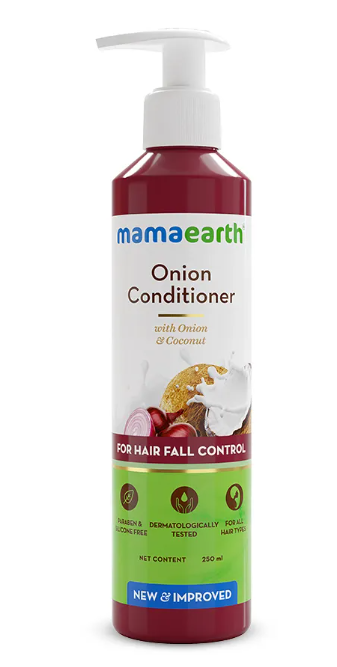 mamaearth
Onion
Conditioner
with Onion
& Coconut
FOR HAIR FALL CONTROL
PARABEN &
SILICONE FREE
DERMATOLOGICALLY
TESTED
FOR ALL
HAIR TYPES
NET CONTENT 250 ml
NEW & IMPROVED